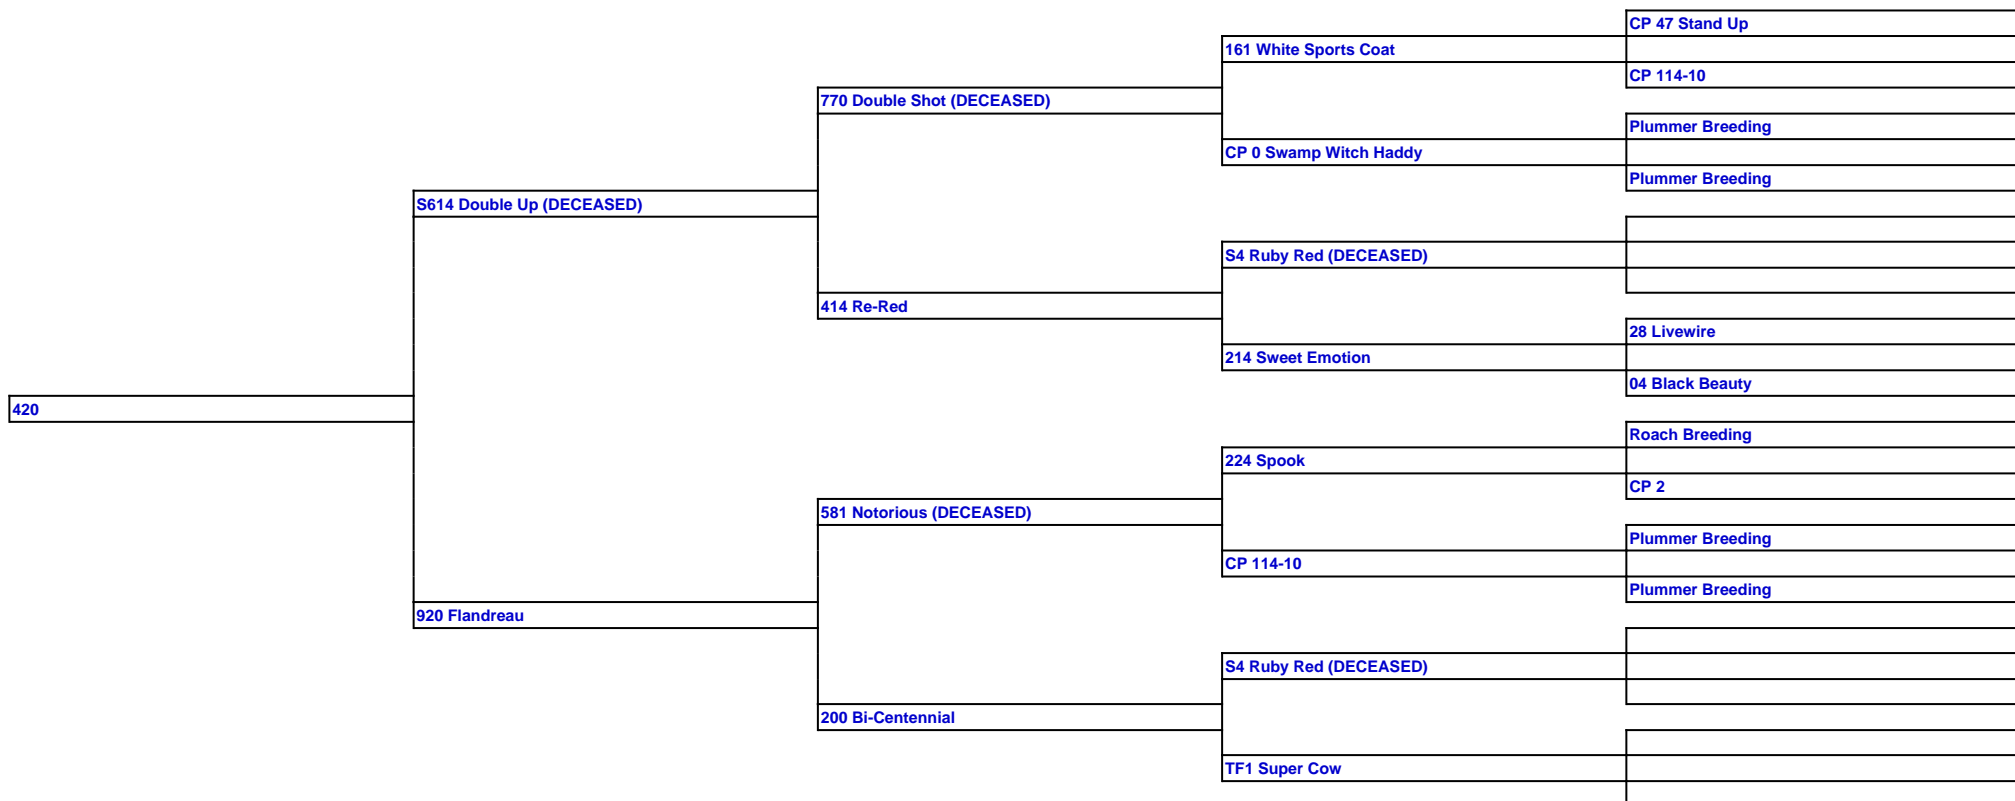 CP 47 Stand Up
161 White Sports Coat
CP 114-10
770 Double Shot (DECEASED)
Plummer Breeding
CP 0 Swamp Witch Haddy
Plummer Breeding
S614 Double Up (DECEASED)
S4 Ruby Red (DECEASED)
414 Re-Red
28 Livewire
214 Sweet Emotion
04 Black Beauty
420
Roach Breeding
224 Spook
CP 2
581 Notorious (DECEASED)
Plummer Breeding
CP 114-10
Plummer Breeding
920 Flandreau
S4 Ruby Red (DECEASED)
200 Bi-Centennial
TF1 Super Cow